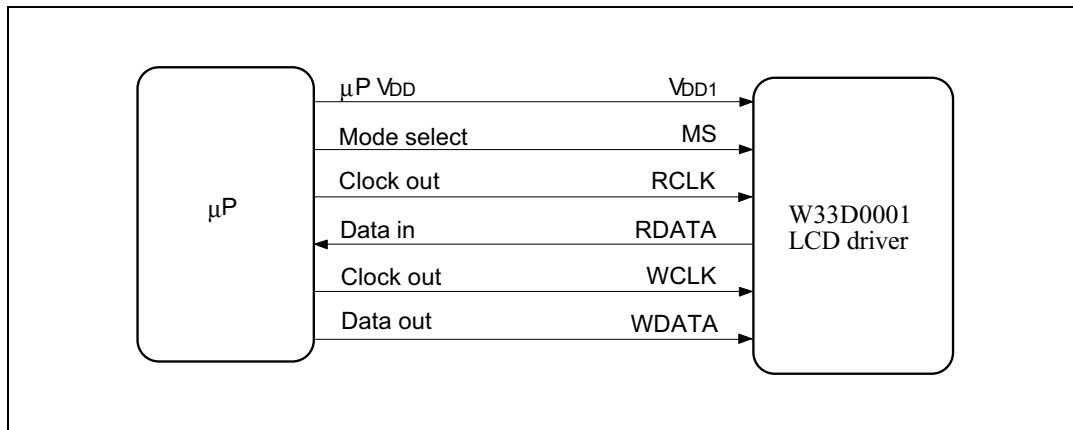 µP VDD VDD1
Mode select MS
Clock out RCLK
µP
Data in RDATA
W33D0001
LCD driver
Clock out WCLK
Data out WDATA